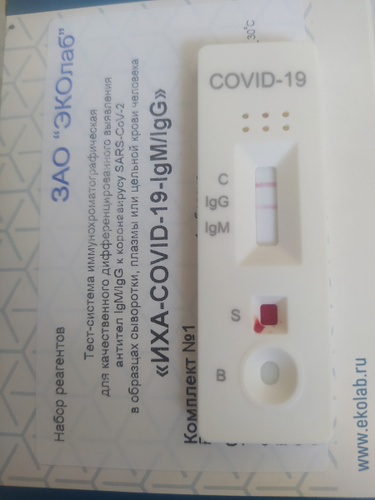 ЗАО "ЭКОлаб"
Набор реагентов
Тест-система иммунохроматографическая
для качественного дифференцированного выявления
антител IgM/IgG к коронавирусу SARS-CoV-2
в образцах сыворотки, плазмы или цельной крови человека
«ИХА-COVID-19-IgM/IgG»
Комплект №1
30°C
www.ekolab.ru
COVID-19
C
IgG
IgM
S
B